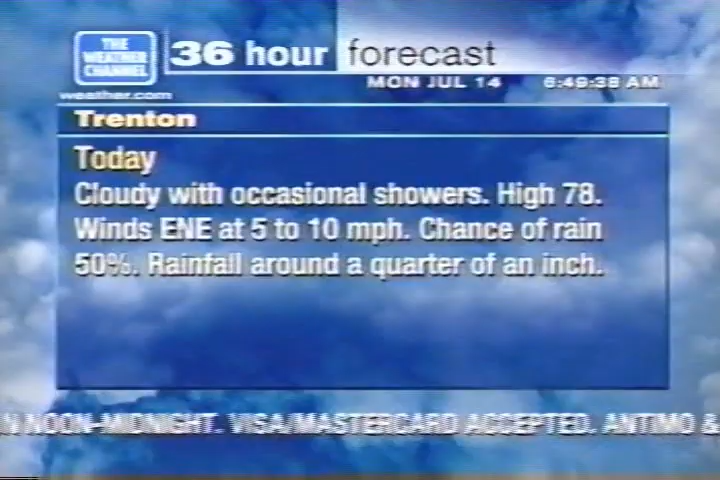 THE
WEATHER
CHANNEL
36 hour forecast
MON JUL 14 6:49:38 AM
weather.com
Trenton
Today
Cloudy with occasional showers. High 78.
Winds ENE at 5 to 10 mph. Chance of rain
50%. Rainfall around a quarter of an inch.
N NOON-MIDNIGHT. VISA/MASTERCARD ACCEPTED. ANTIMO &